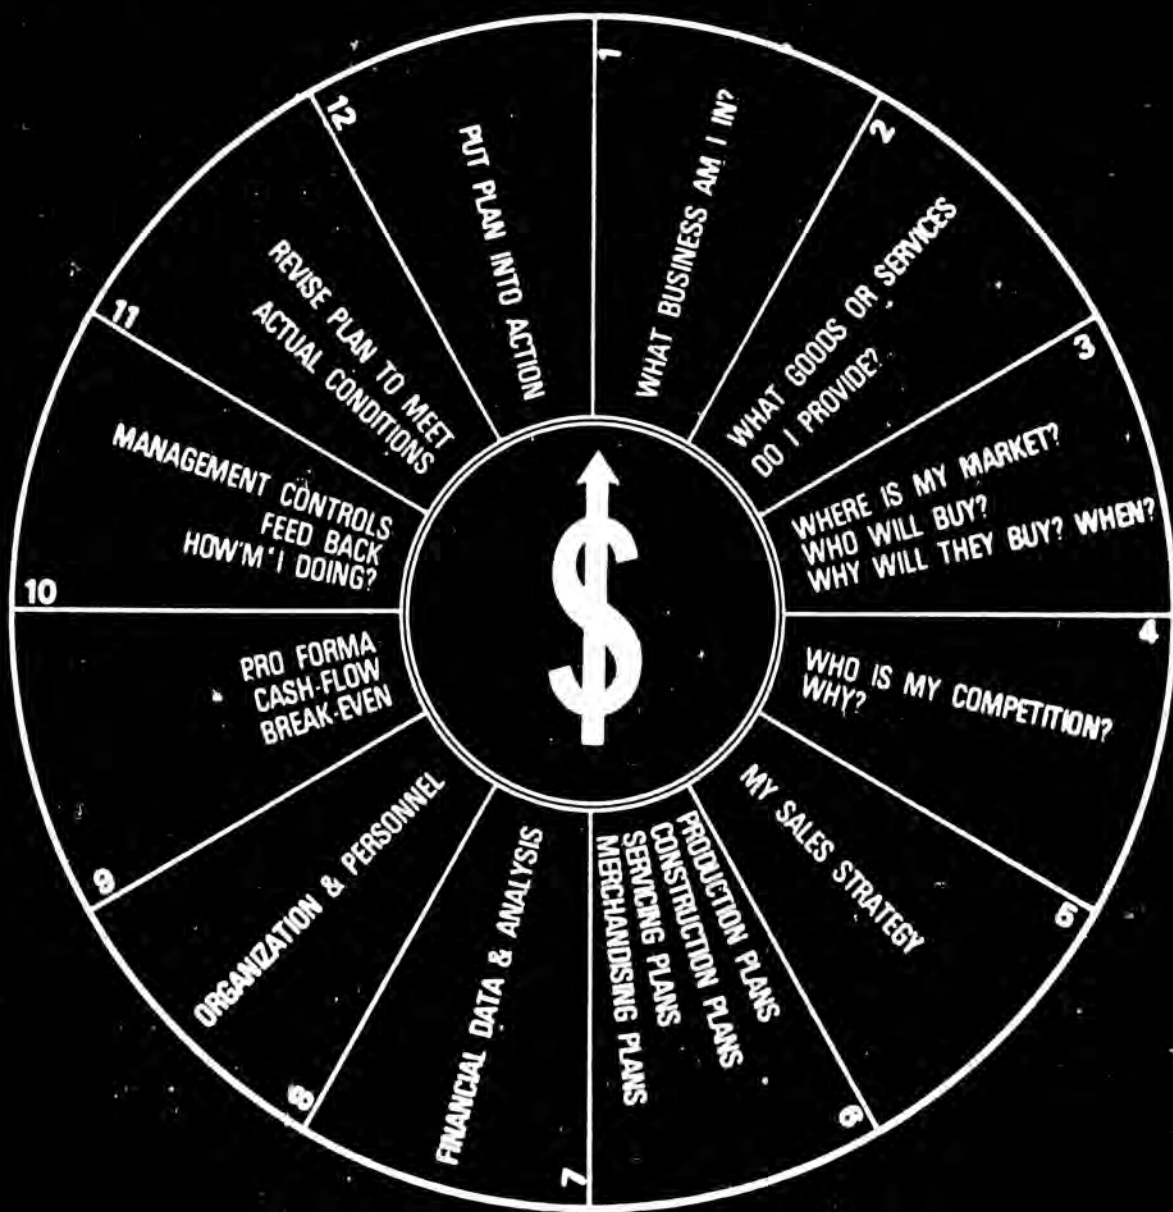 1
WHAT BUSINESS AM I IN?
2
WHAT GOODS OR SERVICES
DO I PROVIDE?
3
WHERE IS MY MARKET?
WHO WILL BUY?
WHY WILL THEY BUY? WHEN?
4
WHO IS MY COMPETITION?
WHY?
5
MY SALES STRATEGY
6
PRODUCTION PLANS
CONSTRUCTION PLANS
SERVICING PLANS
MERCHANDISING PLANS
7
FINANCIAL DATA & ANALYSIS
8
ORGANIZATION & PERSONNEL
9
PRO FORMA
CASH-FLOW
BREAK-EVEN
10
MANAGEMENT CONTROLS
FEED BACK
HOW'M'I DOING?
11
REVISE PLAN TO MEET
ACTUAL CONDITIONS
12
PUT PLAN INTO ACTION
$